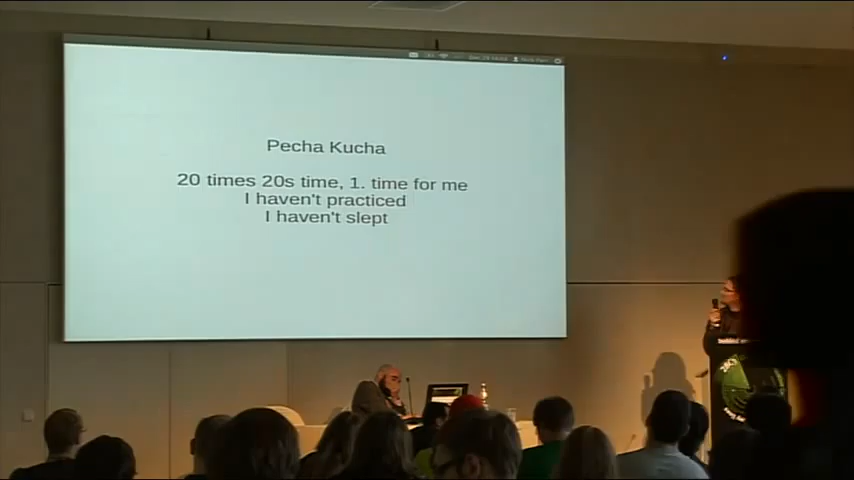 Pecha Kucha
20 times 20s time, 1. time for me
I haven't practiced
I haven't slept